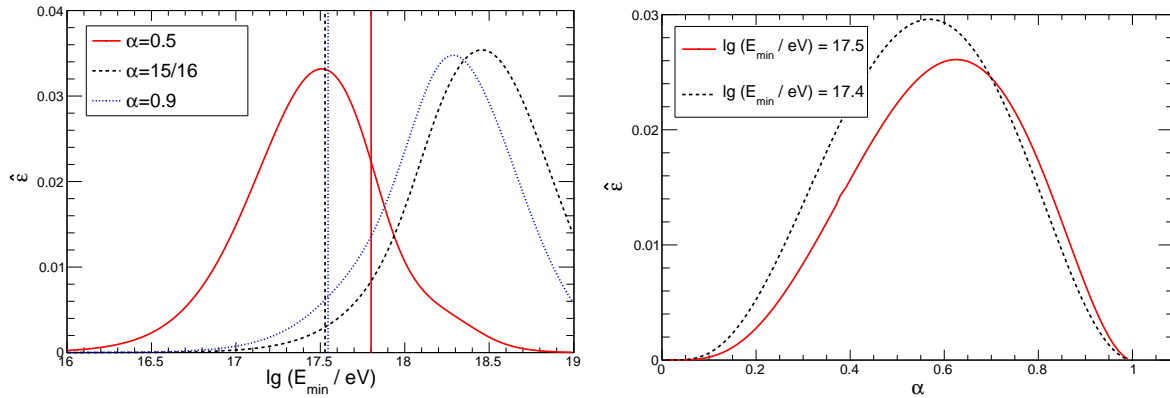 α=0.5
α=15/16
α=0.9
0.04
0.03
0.02
0.01
0
ε̂
16 16.5 17 17.5 18 18.5 19
lg (E_min / eV)
lg (E_min / eV) = 17.5
lg (E_min / eV) = 17.4
0.03
0.02
0.01
0
ε̂
0 0.2 0.4 0.6 0.8 1
α